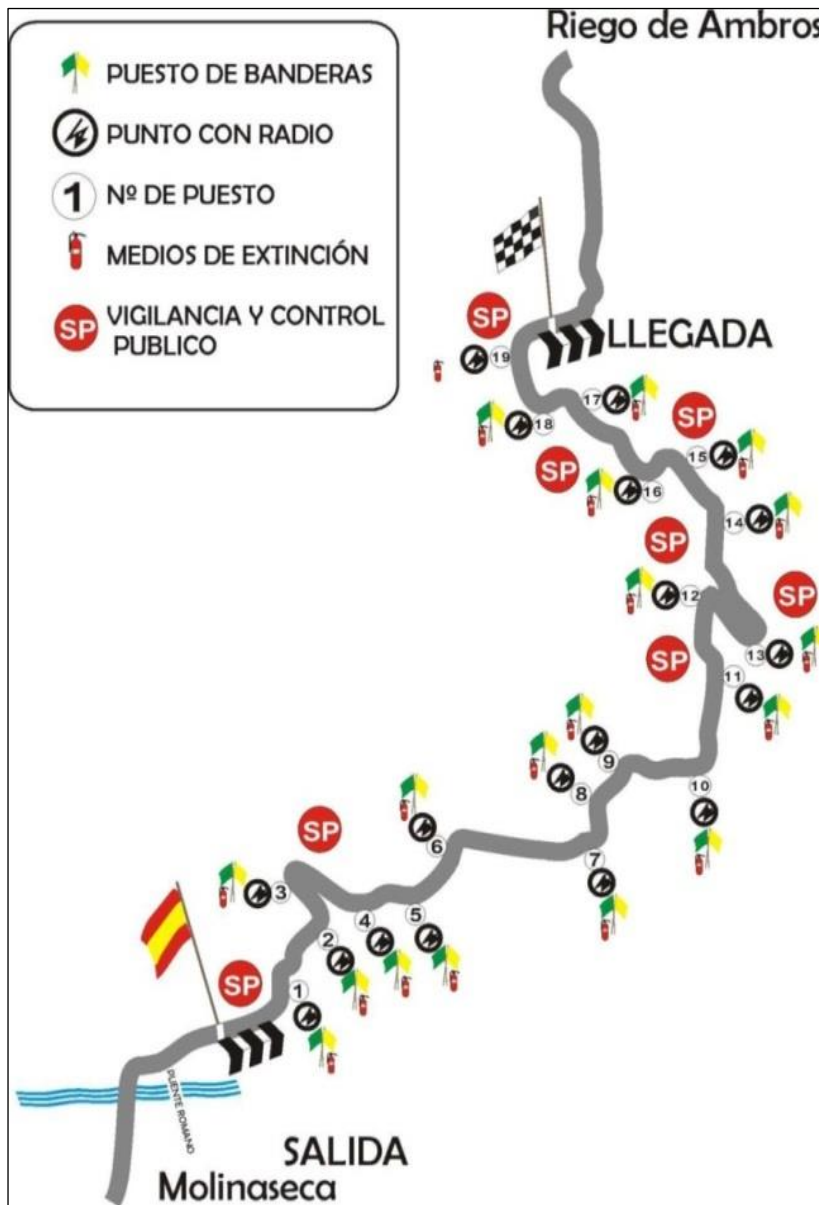 Riego de Ambros
PUESTO DE BANDERAS
PUNTO CON RADIO
1 Nº DE PUESTO
MEDIOS DE EXTINCIÓN
SP VIGILANCIA Y CONTROL
PUBLICO
SP
19
LLEGADA
17
18
SP
15
SP
16
14
SP
12
SP
13
SP
11
9
8
10
6
SP
7
3
5
4
2
SP
1
PUENTE ROMANO
SALIDA
Molinaseca